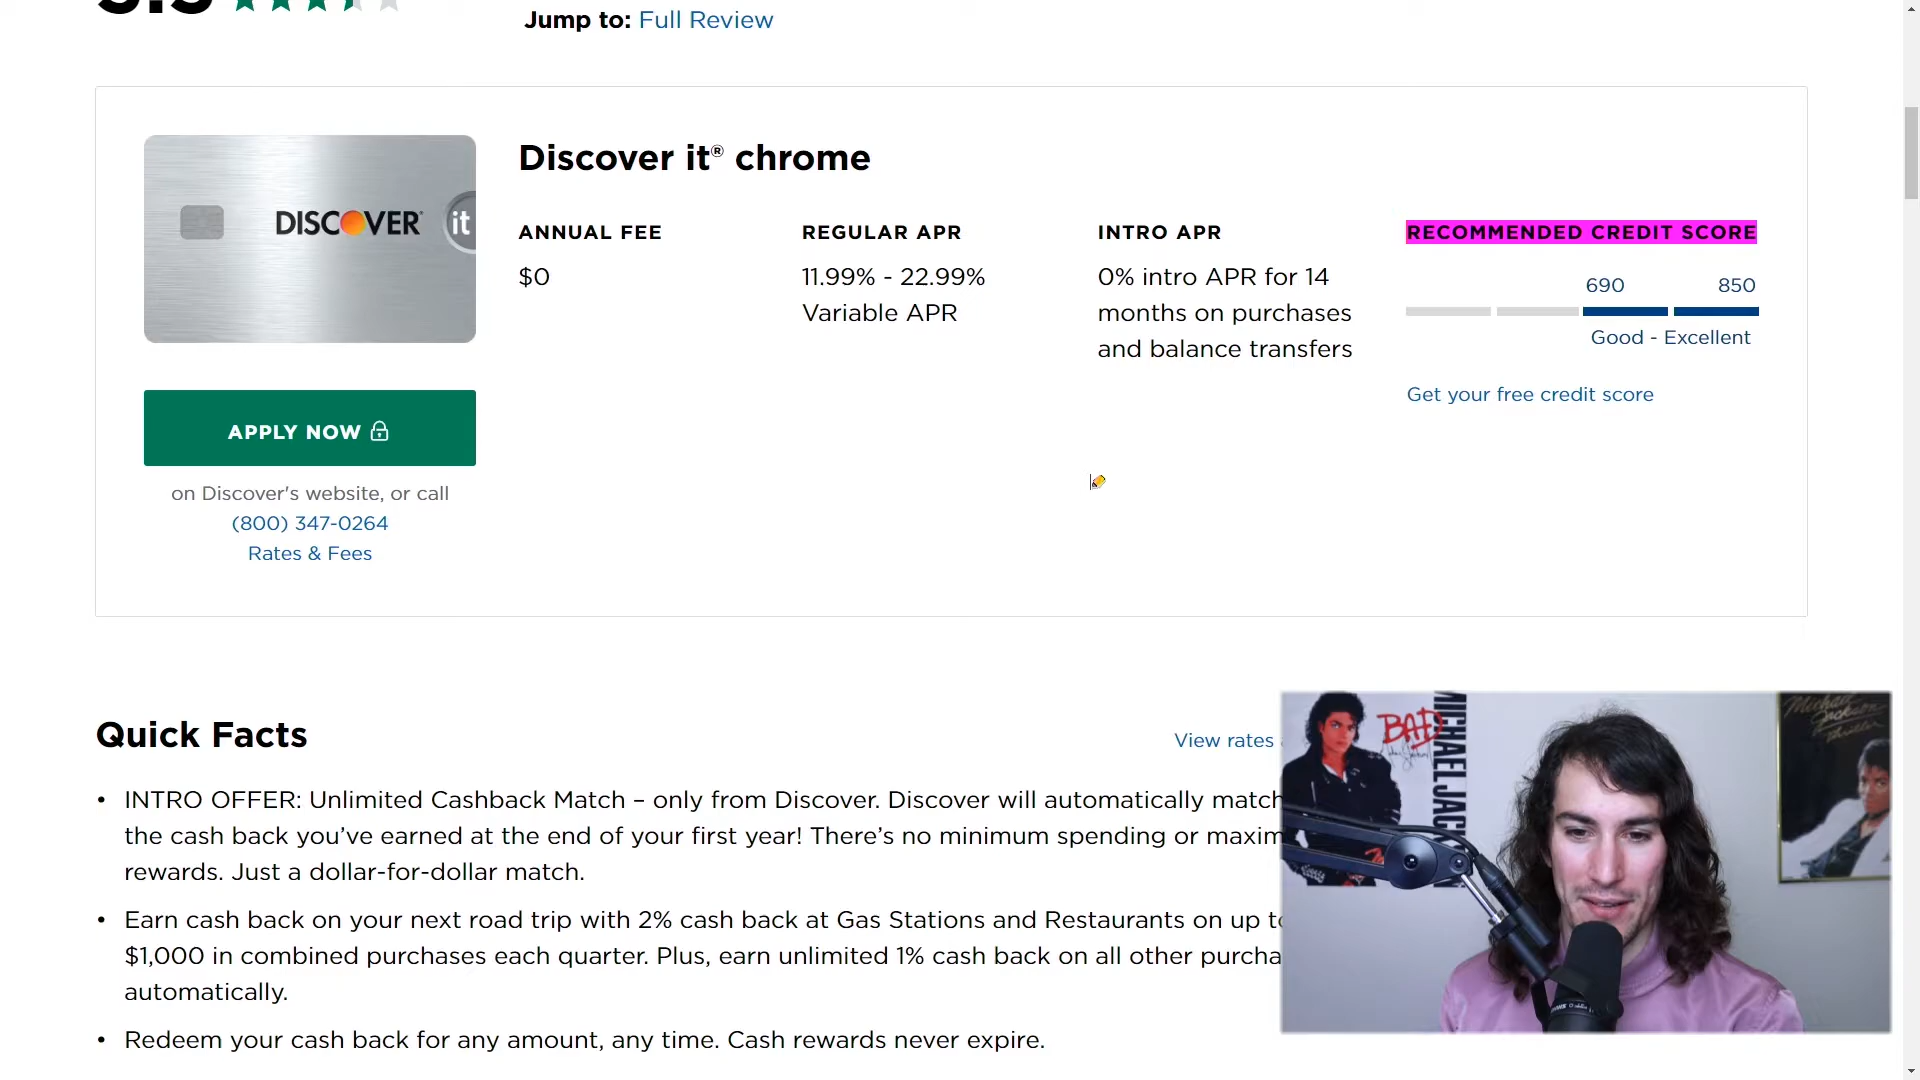 Jump to: Full Review
Discover it® chrome
DISCOVER it
ANNUAL FEE
$0
REGULAR APR
11.99% - 22.99%
Variable APR
INTRO APR
0% intro APR for 14
months on purchases
and balance transfers
RECOMMENDED CREDIT SCORE
690 850
Good - Excellent
Get your free credit score
APPLY NOW
on Discover's website, or call
(800) 347-0264
Rates & Fees
Quick Facts
View rates
• INTRO OFFER: Unlimited Cashback Match – only from Discover. Discover will automatically match
the cash back you’ve earned at the end of your first year! There’s no minimum spending or maxim
rewards. Just a dollar-for-dollar match.
• Earn cash back on your next road trip with 2% cash back at Gas Stations and Restaurants on up to
$1,000 in combined purchases each quarter. Plus, earn unlimited 1% cash back on all other purcha
automatically.
• Redeem your cash back for any amount, any time. Cash rewards never expire.
BAD
MICHAEL JACK
Michael
Jackson
Thriller